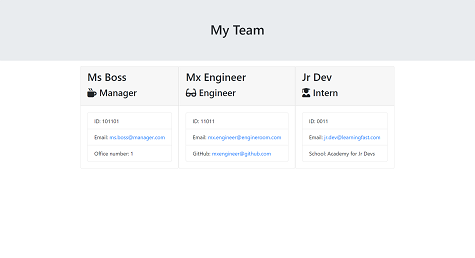 My Team
Ms Boss
Manager
ID: 101101
Email: ms.boss@manager.com
Office number: 1
Mx Engineer
Engineer
ID: 11011
Email: mx.engineer@engineroom.com
GitHub: mxengineer@github.com
Jr Dev
Intern
ID: 0011
Email: jr.dev@learningfast.com
School: Academy for Jr Devs